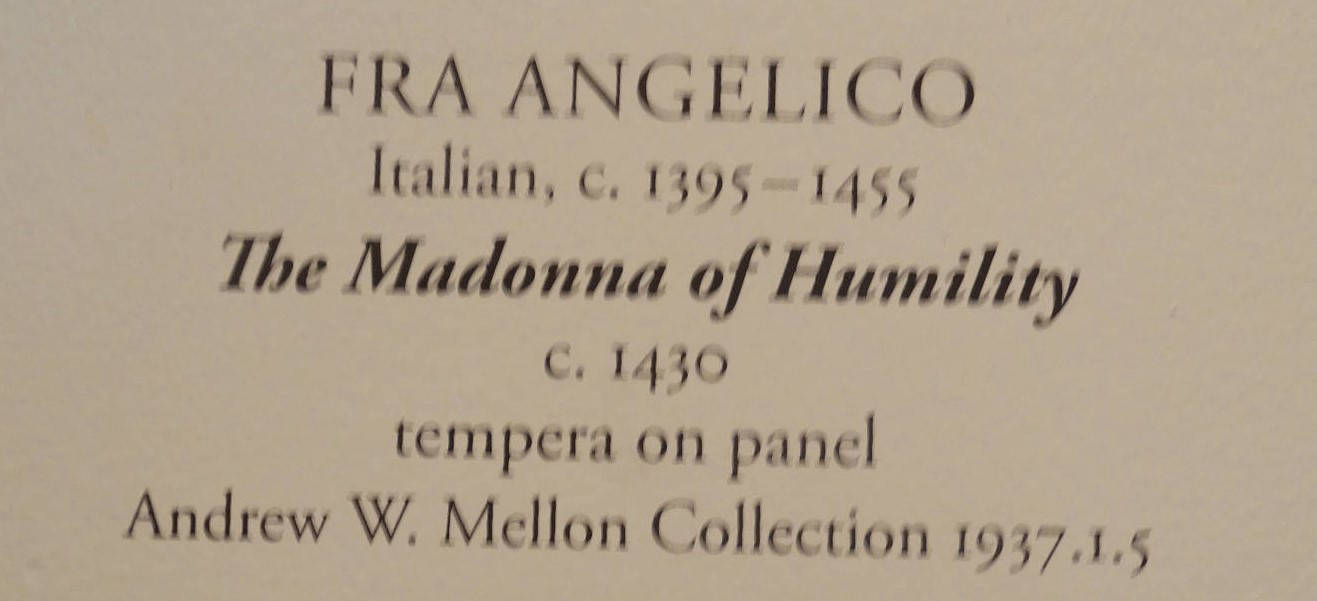 FRA ANGELICO
Italian, c. 1395–1455
The Madonna of Humility
c. 1430
tempera on panel
Andrew W. Mellon Collection 1937.1.5